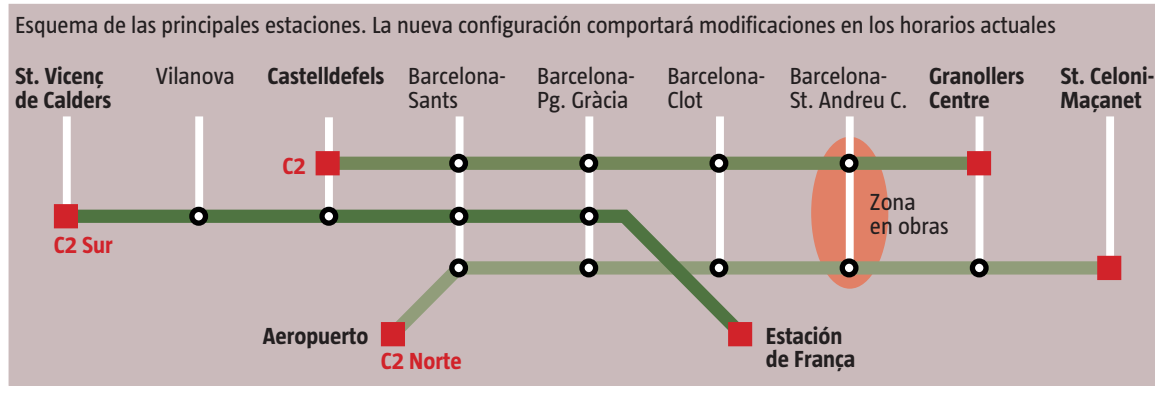 Esquema de las principales estaciones. La nueva configuración comportará modificaciones en los horarios actuales
St. Vicenç
de Calders
Vilanova
Castelldefels
Barcelona-
Sants
Barcelona-
Pg. Gràcia
Barcelona-
Clot
Barcelona-
St. Andreu C.
Granollers
Centre
St. Celoni-
Maçanet
C2
Zona
en obras
C2 Sur
Aeropuerto
C2 Norte
Estación
de França